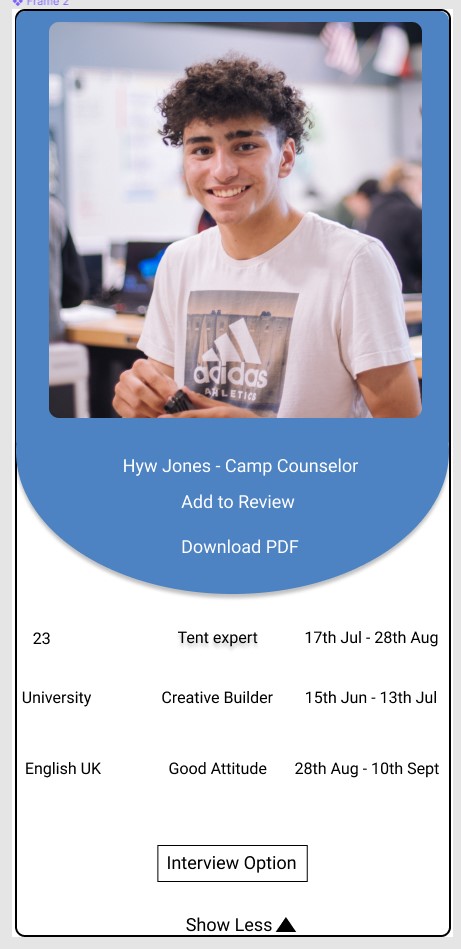 Frame 2
adidas
ATHLETICS
Hyw Jones - Camp Counselor
Add to Review
Download PDF
23 Tent expert 17th Jul - 28th Aug
University Creative Builder 15th Jun - 13th Jul
English UK Good Attitude 28th Aug - 10th Sept
Interview Option
Show Less